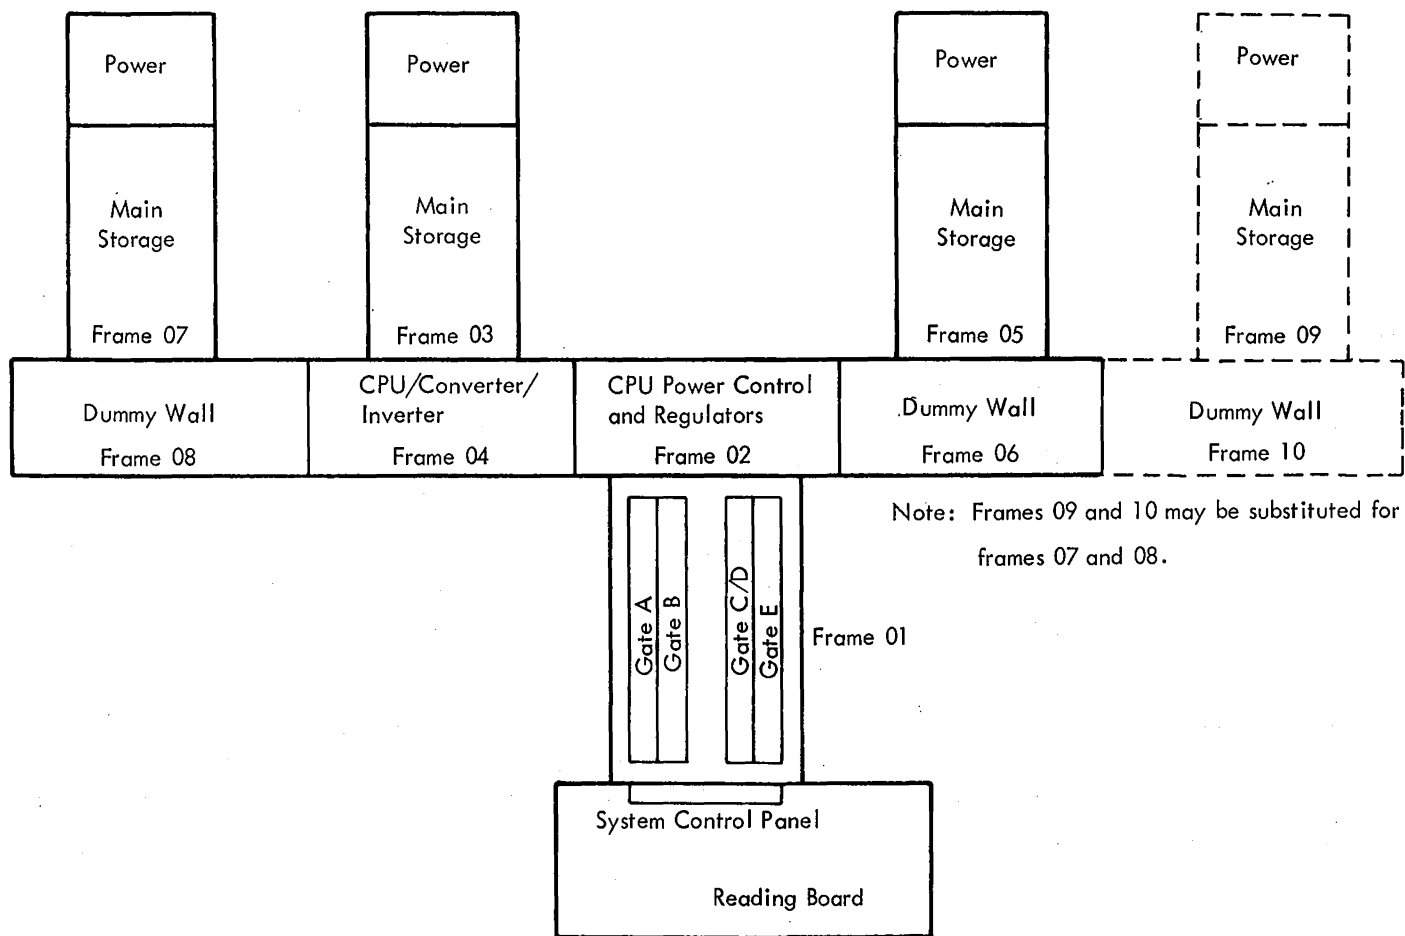 Power
Power
Power
Power
Main
Storage
Main
Storage
Main
Storage
Main
Storage
Frame 07
Frame 03
Frame 05
Frame 09
Dummy Wall
Frame 08
CPU/Converter/
Inverter
Frame 04
CPU Power Control
and Regulators
Frame 02
Dummy Wall
Frame 06
Dummy Wall
Frame 10
Note: Frames 09 and 10 may be substituted for
frames 07 and 08.
Gate A
Gate B
Gate C/D
Gate E
Frame 01
System Control Panel
Reading Board